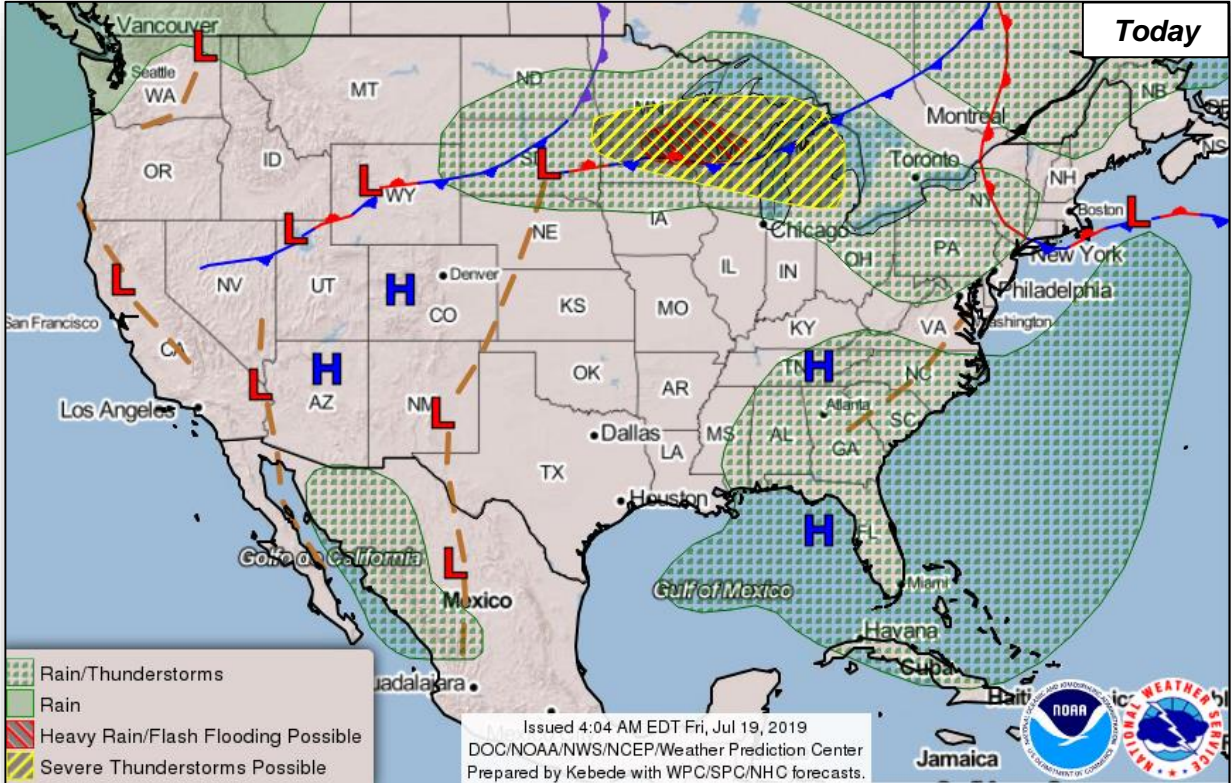 Today
Vancouver
L
Seattle
WA
MT
ND
Montreal
NB
OR
ID
L
WY
L
Toronto
NH
NS
L
NY
Boston
L
NE
IA
Chicago
PA
New York
L
NV
UT
H
Denver
CO
IL
IN
OH
Philadelphia
San Francisco
CA
KS
MO
KY
VA
Washington
L
H
AZ
OK
AR
TN
H
NC
Los Angeles
NM
L
Dallas
MS
AL
Atlanta
GA
SC
LA
TX
Houston
H
FL
Golfo de California
L
Mexico
Gulf of Mexico
Miami
Havana
Cuba
uadalajara
Haiti
Jamaica
Rain/Thunderstorms
Rain
Heavy Rain/Flash Flooding Possible
Severe Thunderstorm Possible
Issued 4:04 AM EDT Fri, Jul 19, 2019
DOC/NOAA/NWS/NCEP/Weather Prediction Center
Prepared by Kebede with WPC/SPC/NHC forecasts.
NOAA
NATIONAL WEATHER SERVICE